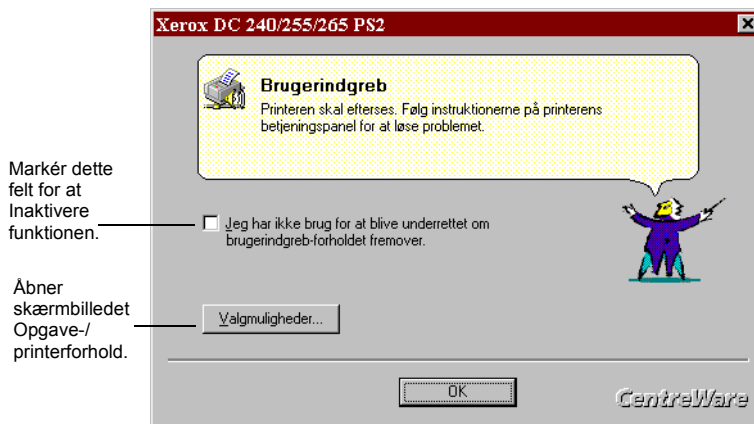 Xerox DC 240/255/265 PS2
Brugerindgreb
Printeren skal efterses. Følg instruktionerne på printerens
betjeningspanel for at løse problemet.
Markér dette
felt for at
Inaktivere
funktionen.
Jeg har ikke brug for at blive underrettet om
brugerindgreb-forholdet fremover.
Åbner
skærmbilledet
Opgave-/
printerforhold.
Valgmuligheder...
OK
CentreWare